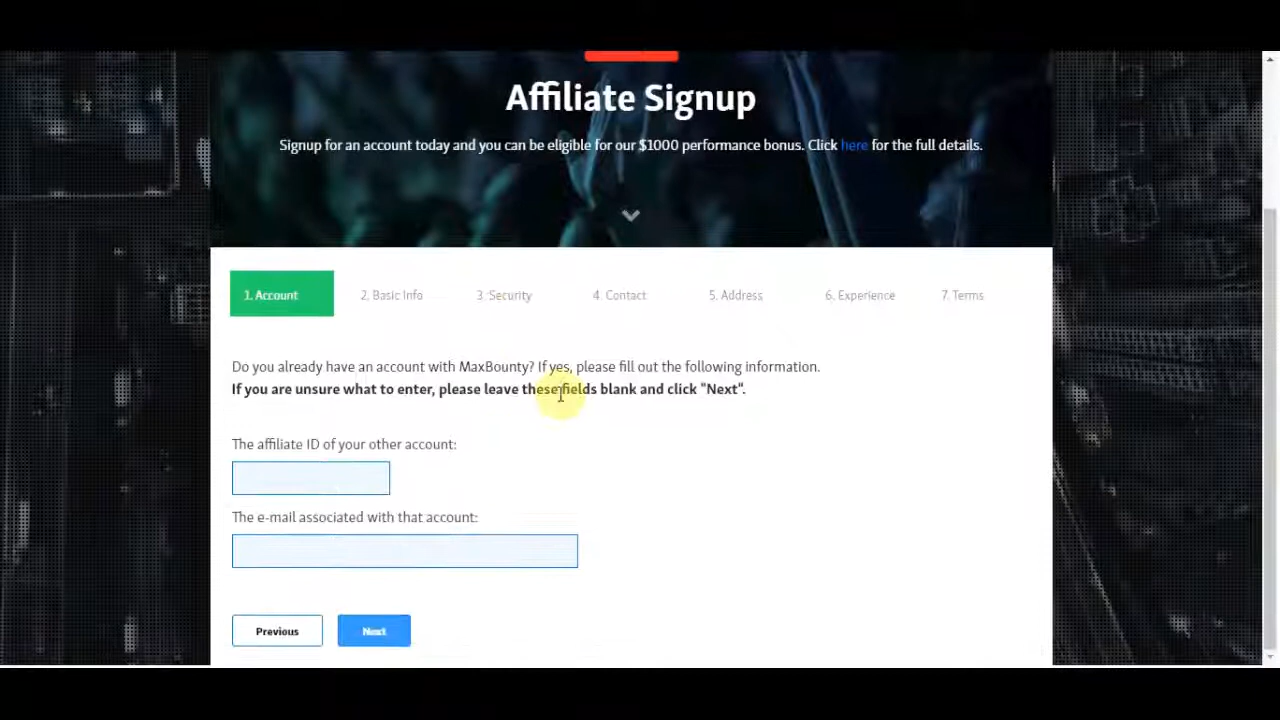 Affiliate Signup
Signup for an account today and you can be eligible for our $1000 performance bonus. Click here for the full details.
1. Account
2. Basic Info
3. Security
4. Contact
5. Address
6. Experience
7. Terms
Do you already have an account with MaxBounty? If yes, please fill out the following information.
If you are unsure what to enter, please leave these fields blank and click "Next".
The affiliate ID of your other account:
The e-mail associated with that account:
Previous
Next